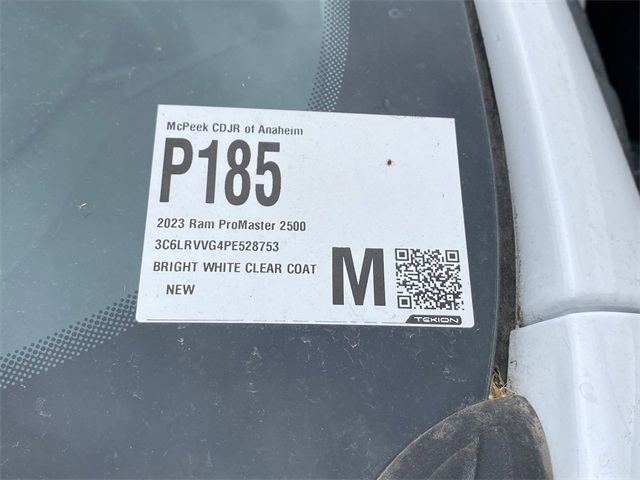 McPeek CDJR of Anaheim
P185
2023 Ram ProMaster 2500
3C6LRVVG4PE528753
BRIGHT WHITE CLEAR COAT
NEW
M
TEKION